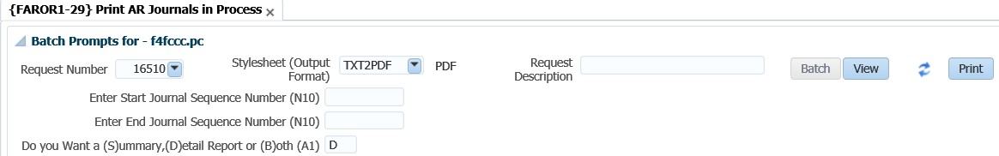 {FAROR1-29} Print AR Journals in Process
Batch Prompts for - f4fccc.pc
Request Number 16510 Stylesheet (Output Format) TXT2PDF PDF Request Description Batch View Print
Enter Start Journal Sequence Number (N10)
Enter End Journal Sequence Number (N10)
Do you Want a (S)ummary,(D)etail Report or (B)oth (A1) D